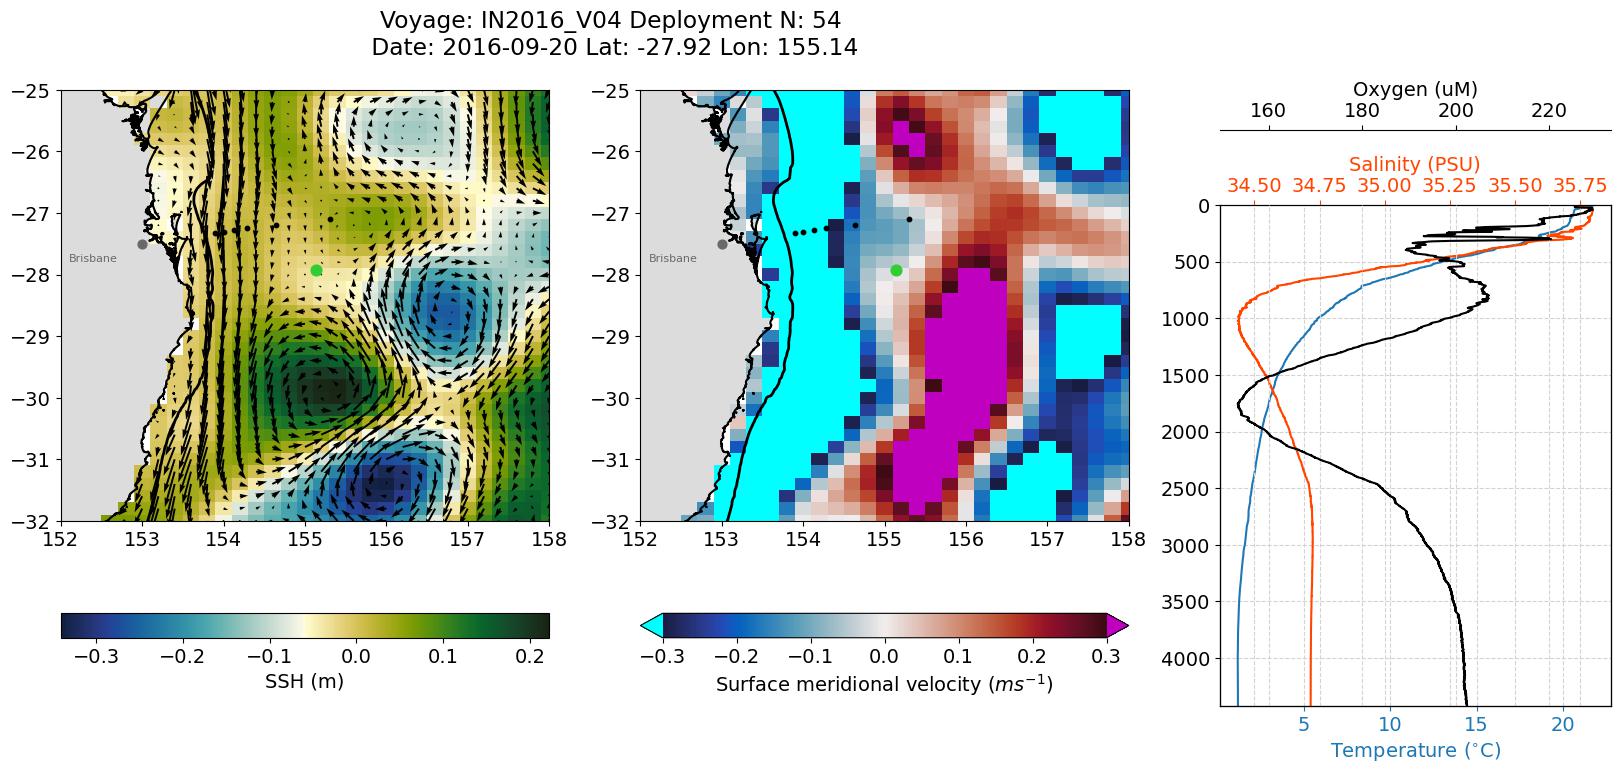 Voyage: IN2016_V04 Deployment N: 54
Date: 2016-09-20 Lat: -27.92 Lon: 155.14
−25
−26
−27
−28
−29
−30
−31
−32
152 153 154 155 156 157 158
Brisbane
−0.3 −0.2 −0.1 0.0 0.1 0.2
SSH (m)
−25
−26
−27
−28
−29
−30
−31
−32
152 153 154 155 156 157 158
Brisbane
−0.3 −0.2 −0.1 0.0 0.1 0.2 0.3
Surface meridional velocity (ms⁻¹)
Oxygen (uM)
160 180 200 220
Salinity (PSU)
34.50 34.75 35.00 35.25 35.50 35.75
0
500
1000
1500
2000
2500
3000
3500
4000
5 10 15 20
Temperature (°C)